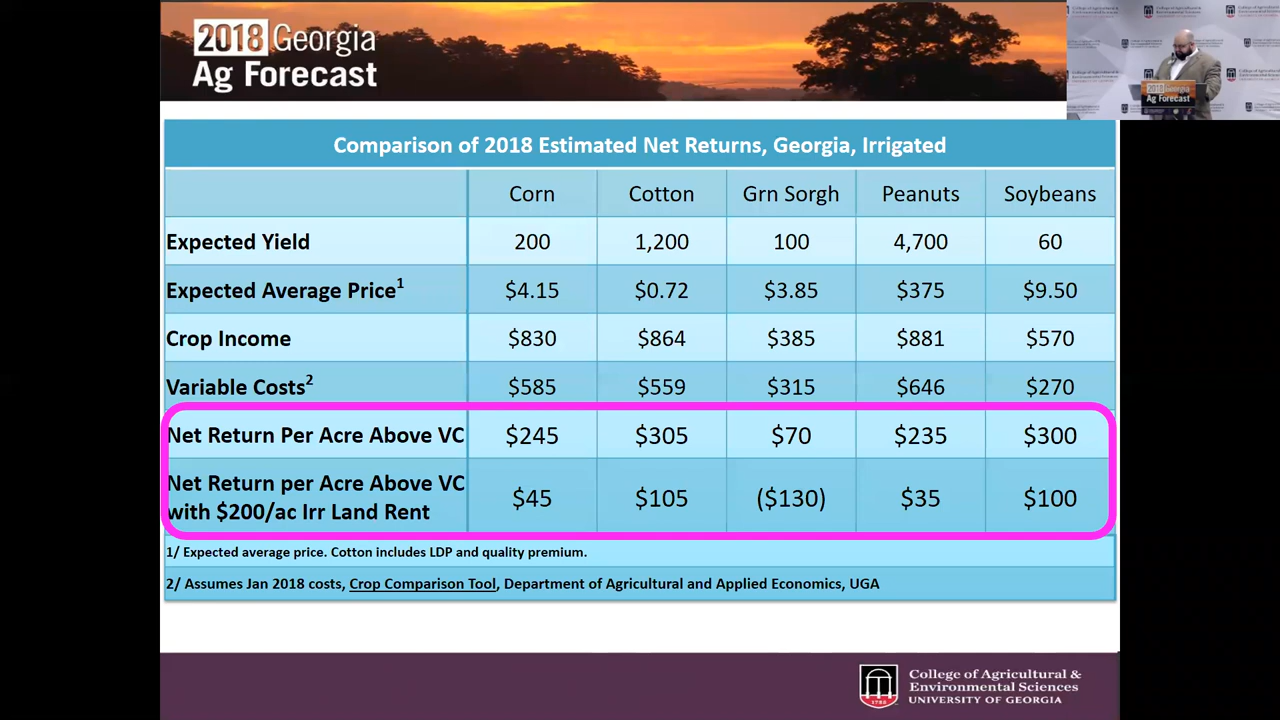 2018 Georgia
Ag Forecast
2018 Georgia
Ag Forecast
Comparison of 2018 Estimated Net Returns, Georgia, Irrigated
Corn Cotton Grn Sorgh Peanuts Soybeans
Expected Yield 200 1,200 100 4,700 60
Expected Average Price1 $4.15 $0.72 $3.85 $375 $9.50
Crop Income $830 $864 $385 $881 $570
Variable Costs2 $585 $559 $315 $646 $270
Net Return Per Acre Above VC $245 $305 $70 $235 $300
Net Return per Acre Above VC
with $200/ac Irr Land Rent $45 $105 ($130) $35 $100
1/ Expected average price. Cotton includes LDP and quality premium.
2/ Assumes Jan 2018 costs, Crop Comparison Tool, Department of Agricultural and Applied Economics, UGA
1785
College of Agricultural &
Environmental Sciences
UNIVERSITY OF GEORGIA